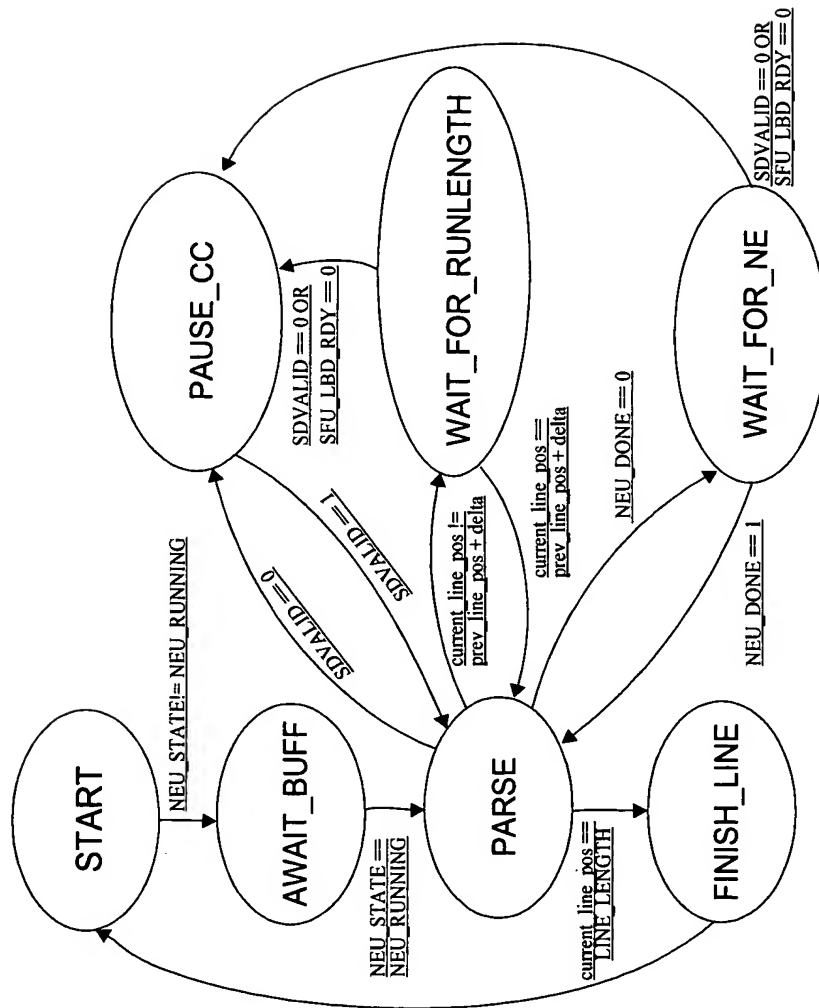 START
NEU_STATE!= NEU_RUNNING
AWAIT_BUFF
NEU_STATE ==
NEU_RUNNING
PARSE
current_line_pos ==
LINE_LENGTH
FINISH_LINE
SDVALID == 0
SDVALID == 1
PAUSE_CC
current_line_pos !=
prev_line_pos + delta
current_line_pos ==
prev_line_pos + delta
WAIT_FOR_RUNLENGTH
SDVALID == 0 OR
SFU_LBD_RDY == 0
NEU_DONE == 0
NEU_DONE == 1
WAIT_FOR_NE
SDVALID == 0 OR
SFU_LBD_RDY == 0